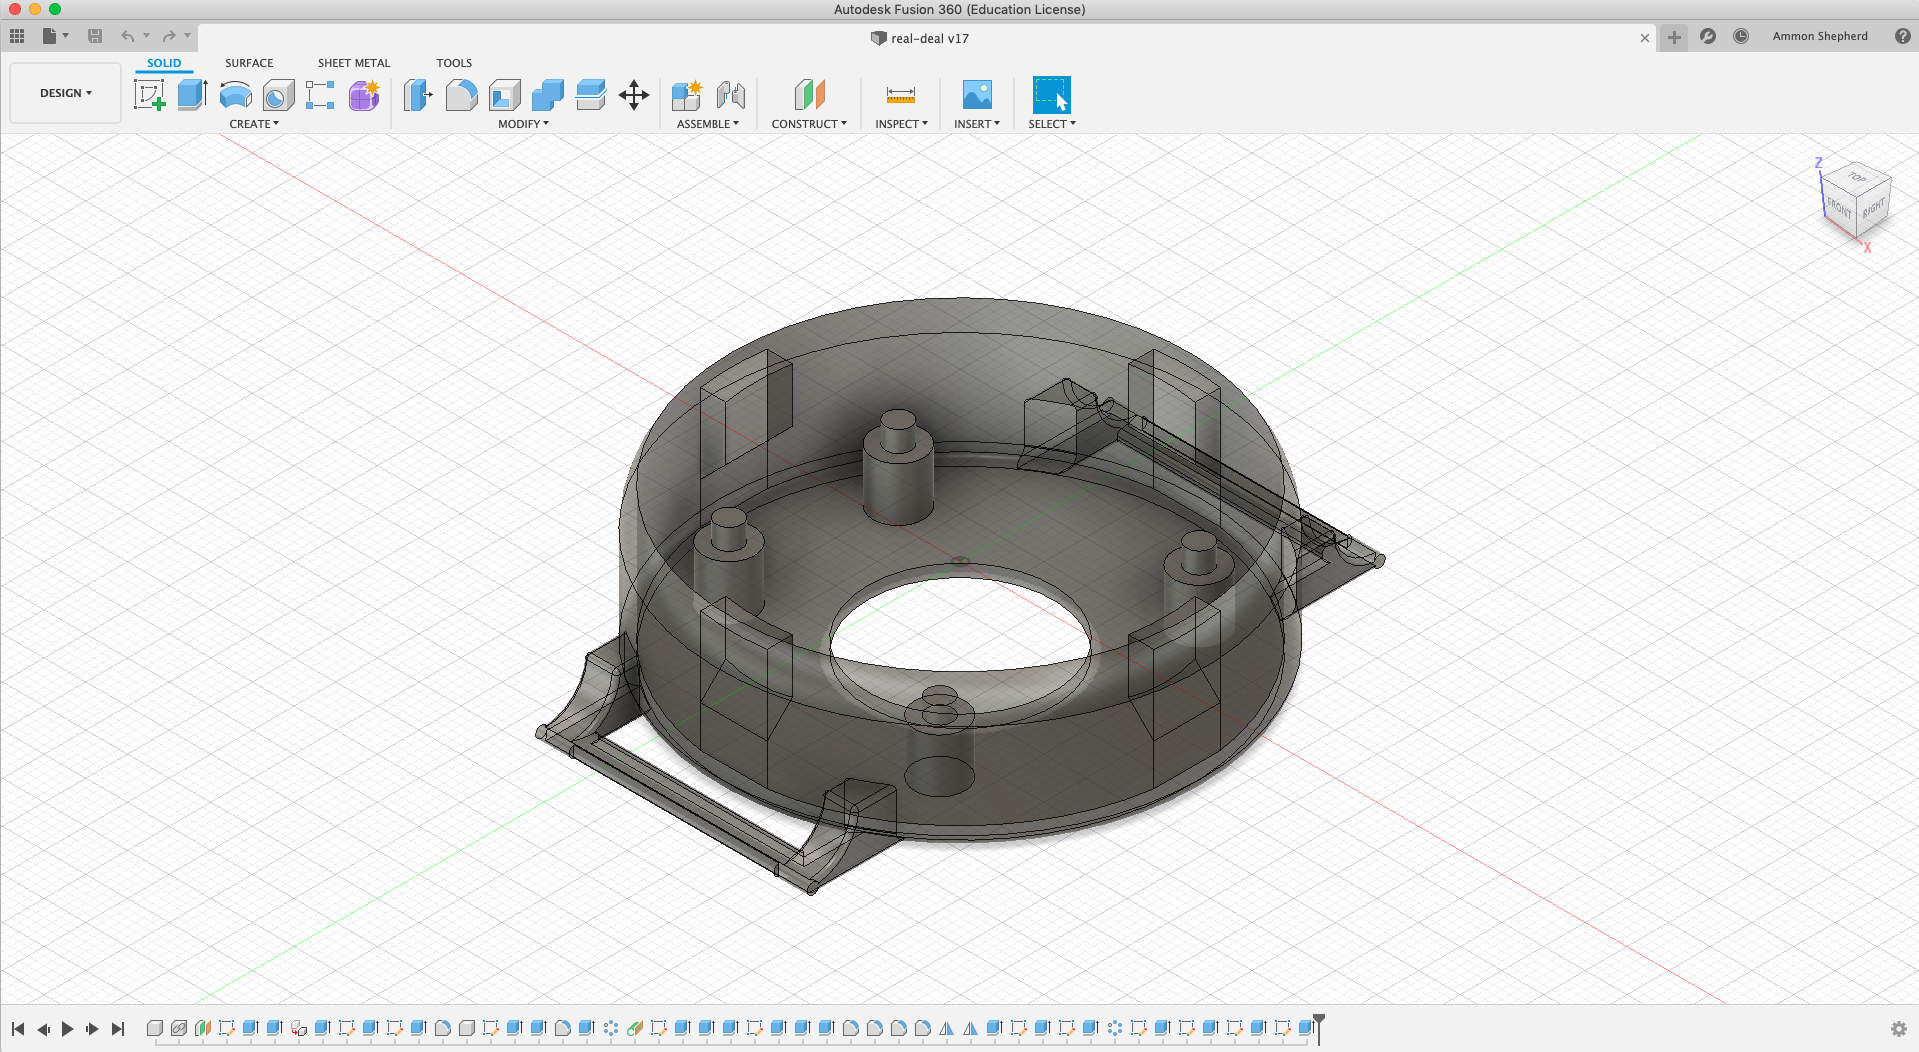 Autodesk Fusion 360 (Education License)
real-deal v17
Ammon Shepherd
SOLID SURFACE SHEET METAL TOOLS
DESIGN
CREATE MODIFY ASSEMBLE CONSTRUCT INSPECT INSERT SELECT
Z
TOP
FRONT RIGHT
X